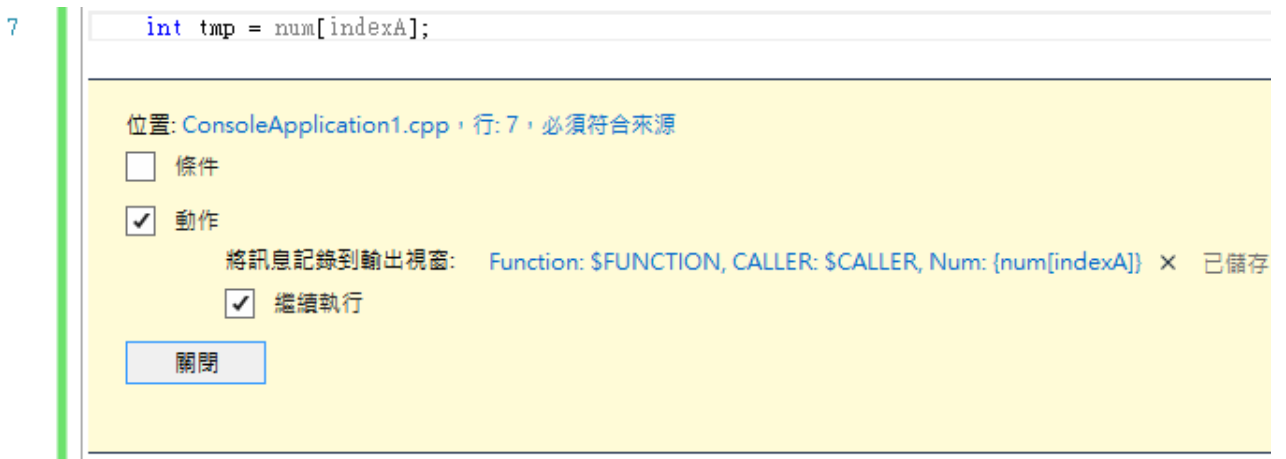 7 int tmp = num[indexA];
位置: ConsoleApplication1.cpp，行: 7，必須符合來源
條件
動作
將訊息記錄到輸出視窗: Function: $FUNCTION, CALLER: $CALLER, Num: {num[indexA]} × 已儲存
繼續執行
關閉